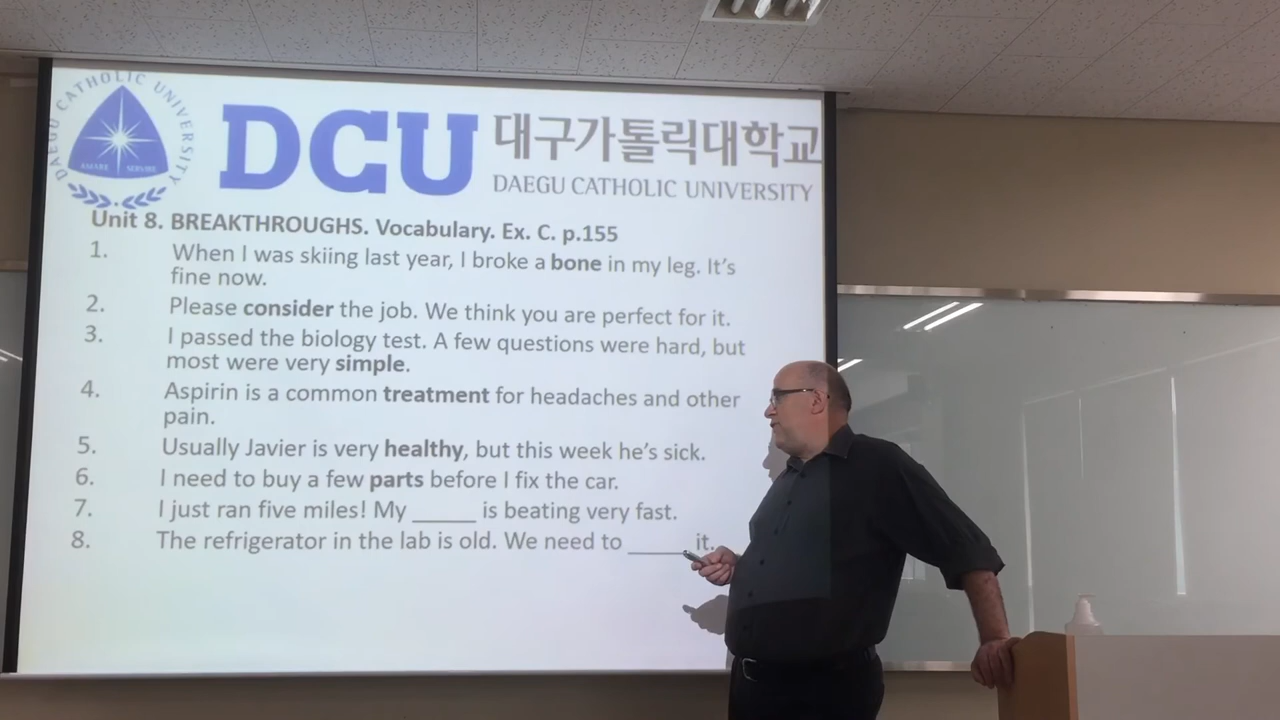 DAEGU CATHOLIC UNIVERSITY
AMARE SERVIRE
DCU 대구가톨릭대학교
DAEGU CATHOLIC UNIVERSITY
Unit 8. BREAKTHROUGHS. Vocabulary. Ex. C. p.155
1. When I was skiing last year, I broke a bone in my leg. It's
fine now.
2. Please consider the job. We think you are perfect for it.
3. I passed the biology test. A few questions were hard, but
most were very simple.
4. Aspirin is a common treatment for headaches and other
pain.
5. Usually Javier is very healthy, but this week he's sick.
6. I need to buy a few parts before I fix the car.
7. I just ran five miles! My _____ is beating very fast.
8. The refrigerator in the lab is old. We need to _____ it.